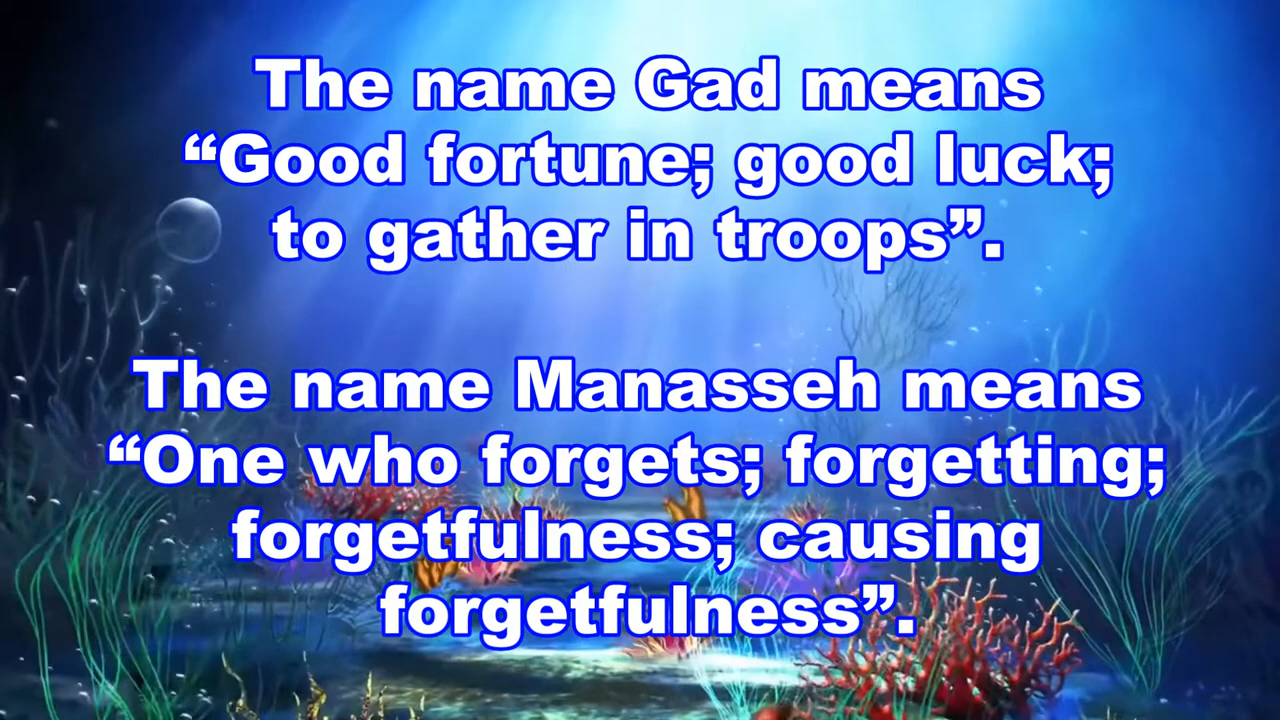 The name Gad means
“Good fortune; good luck;
to gather in troops”.
The name Manasseh means
“One who forgets; forgetting;
forgetfulness; causing
forgetfulness”.